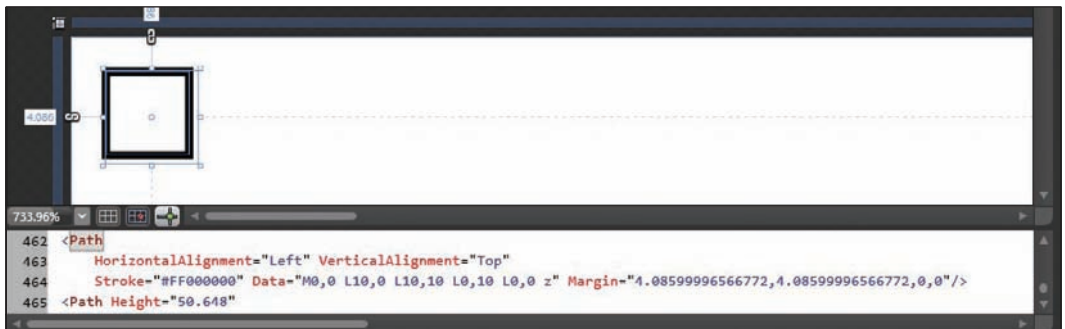 4.086
733.96%
462 <Path
463 HorizontalAlignment="Left" VerticalAlignment="Top"
464 Stroke="#FF000000" Data="M0,0 L10,0 L10,10 L0,10 L0,0 z" Margin="4.08599996566772,4.08599996566772,0,0"/>
465 <Path Height="50.648"